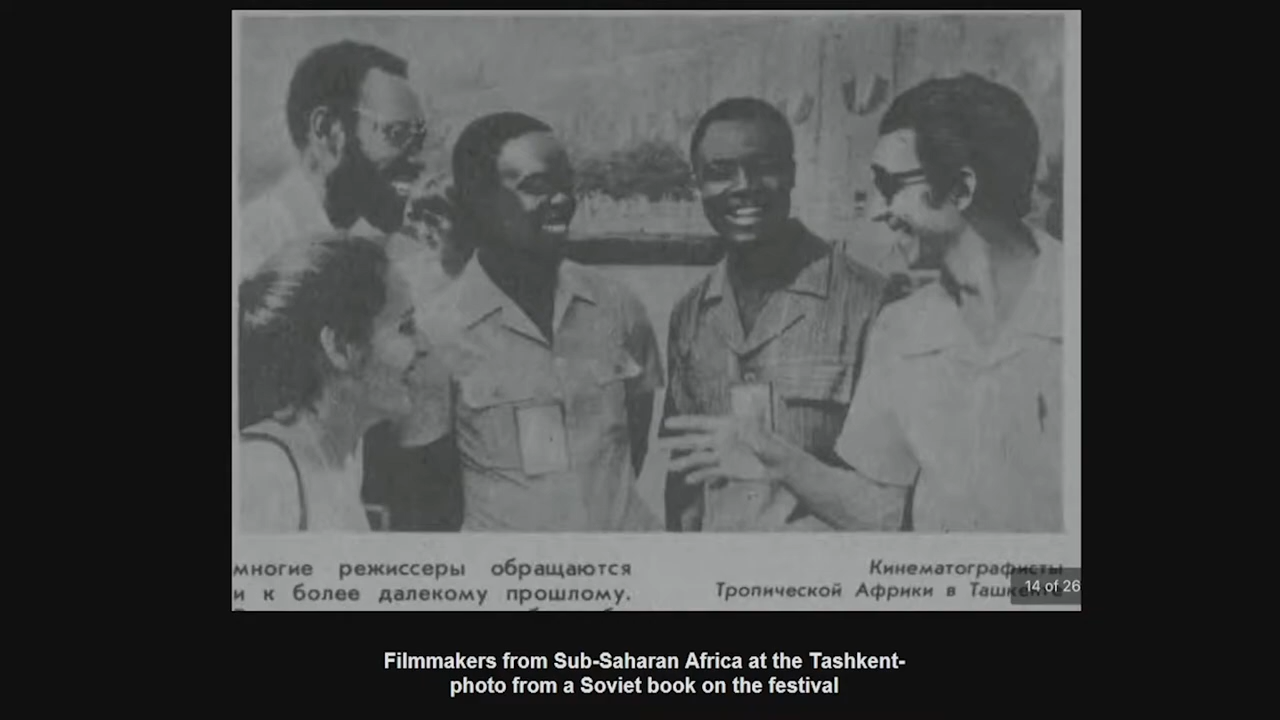 многие режиссеры обращаются
и к более далекому прошлому.
Кинематографисты
Тропической Африки в Ташкенте
14 of 26
Filmmakers from Sub-Saharan Africa at the Tashkent-
photo from a Soviet book on the festival